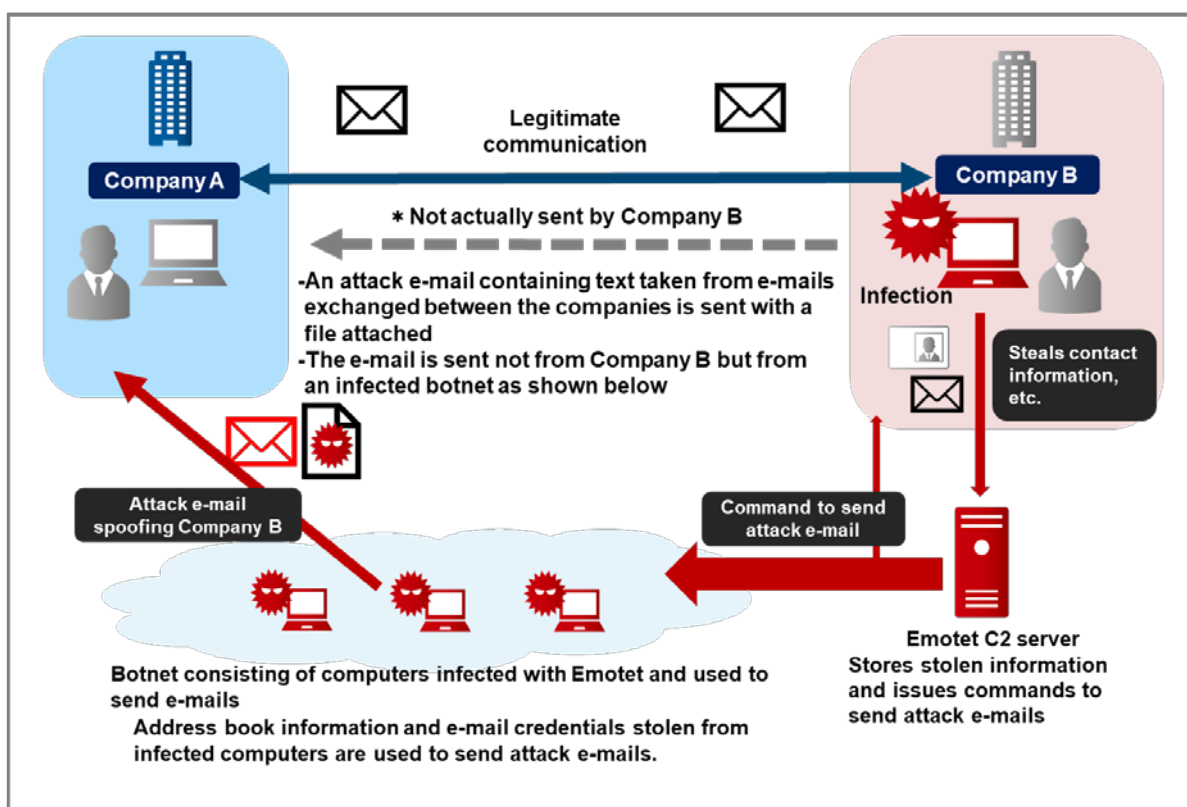 Legitimate
communication
Company A
Company B
* Not actually sent by Company B
-An attack e-mail containing text taken from e-mails
exchanged between the companies is sent with a
file attached
-The e-mail is sent not from Company B but from
an infected botnet as shown below
Infection
Steals contact
information,
etc.
Attack e-mail
spoofing Company B
Command to send
attack e-mail
Emotet C2 server
Stores stolen information
and issues commands to
send attack e-mails
Botnet consisting of computers infected with Emotet and used to
send e-mails
Address book information and e-mail credentials stolen from
infected computers are used to send attack e-mails.